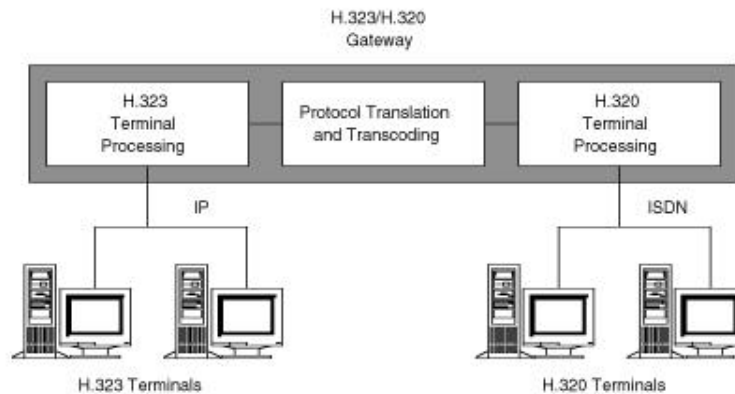 H.323/H.320
Gateway
H.323
Terminal
Processing
Protocol Translation
and Transcoding
H.320
Terminal
Processing
IP
ISDN
H.323 Terminals
H.320 Terminals